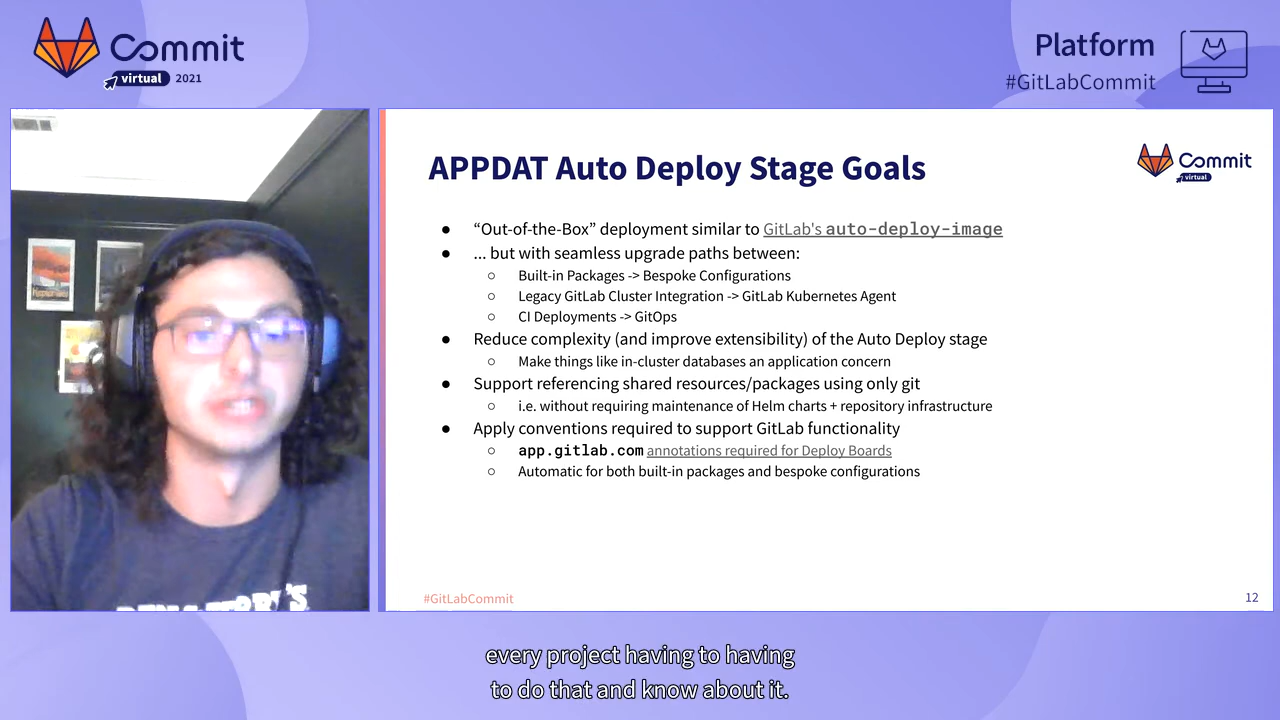 Commit
virtual 2021
Platform
#GitLabCommit
APPDAT Auto Deploy Stage Goals
Commit
virtual
● “Out-of-the-Box” deployment similar to GitLab's auto-deploy-image
● ... but with seamless upgrade paths between:
○ Built-in Packages -> Bespoke Configurations
○ Legacy GitLab Cluster Integration -> GitLab Kubernetes Agent
○ CI Deployments -> GitOps
● Reduce complexity (and improve extensibility) of the Auto Deploy stage
○ Make things like in-cluster databases an application concern
● Support referencing shared resources/packages using only git
○ i.e. without requiring maintenance of Helm charts + repository infrastructure
● Apply conventions required to support GitLab functionality
○ app.gitlab.com annotations required for Deploy Boards
○ Automatic for both built-in packages and bespoke configurations
#GitLabCommit
12
every project having to having
to do that and know about it.